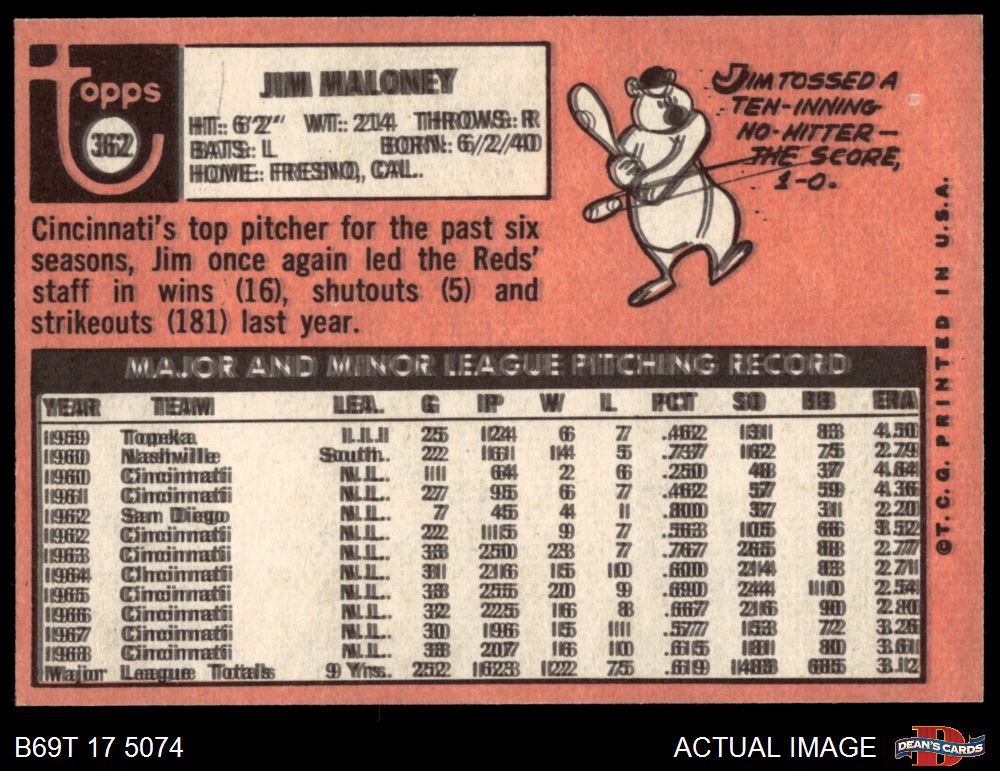 Topps
362
JIM MALONEY
HT: 6'2" WT: 214 THROWS: R
BATS: L BORN: 6/2/40
HOME: FRESNO, CAL.
JIM TOSSED A
TEN-INNING
NO-HITTER—
THE SCORE,
1-0.
Cincinnati's top pitcher for the past six
seasons, Jim once again led the Reds'
staff in wins (16), shutouts (5) and
strikeouts (181) last year.
MAJOR AND MINOR LEAGUE PITCHING RECORD
YEAR TEAM LEA. G IP W L PCT SO BB ERA
1959 Topeka I.I.I 25 124 6 7 .462 131 83 4.50
1960 Nashville South. 22 161 14 5 .737 162 75 2.79
1960 Cincinnati N.L. 11 64 2 6 .250 48 37 4.64
1961 Cincinnati N.L. 27 95 6 7 .462 57 59 4.36
1962 San Diego P.C. 7 45 4 1 .800 37 31 2.20
1962 Cincinnati N.L. 22 115 9 7 .563 105 66 3.52
1963 Cincinnati N.L. 33 250 23 7 .767 265 88 2.77
1964 Cincinnati N.L. 31 216 15 10 .600 214 83 2.71
1965 Cincinnati N.L. 33 255 20 9 .690 244 110 2.54
1966 Cincinnati N.L. 32 225 16 8 .667 216 90 2.80
1967 Cincinnati N.L. 30 196 15 11 .577 153 72 3.26
1968 Cincinnati N.L. 33 207 16 10 .615 181 80 3.61
Major League Totals 9 Yrs. 252 1623 122 75 .619 1483 685 3.12
©T.C.G. PRINTED IN U.S.A.
B69T 17 5074
ACTUAL IMAGE
DEAN'S CARDS